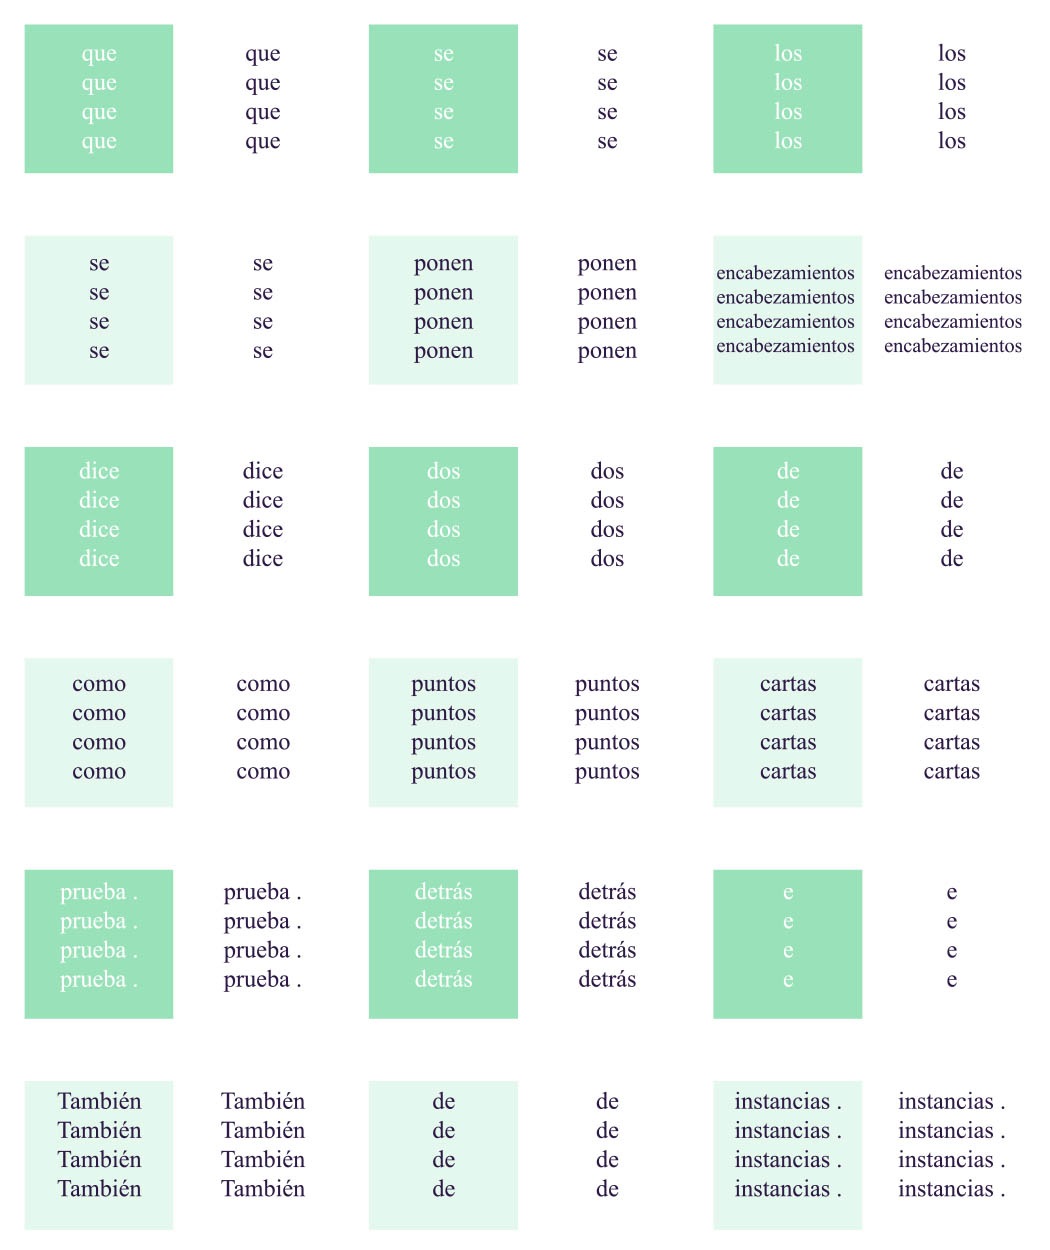 que que
que que
que que
que que
se se
se se
se se
se se
dice dice
dice dice
dice dice
dice dice
como como
como como
como como
como como
prueba . prueba .
prueba . prueba .
prueba . prueba .
prueba . prueba .
También También
También También
También También
También También
se se
se se
se se
se se
ponen ponen
ponen ponen
ponen ponen
ponen ponen
dos dos
dos dos
dos dos
dos dos
puntos puntos
puntos puntos
puntos puntos
puntos puntos
detrás detrás
detrás detrás
detrás detrás
detrás detrás
de de
de de
de de
de de
los los
los los
los los
los los
encabezamientos encabezamientos
encabezamientos encabezamientos
encabezamientos encabezamientos
encabezamientos encabezamientos
de de
de de
de de
de de
cartas cartas
cartas cartas
cartas cartas
cartas cartas
e e
e e
e e
e e
instancias . instancias .
instancias . instancias .
instancias . instancias .
instancias . instancias .